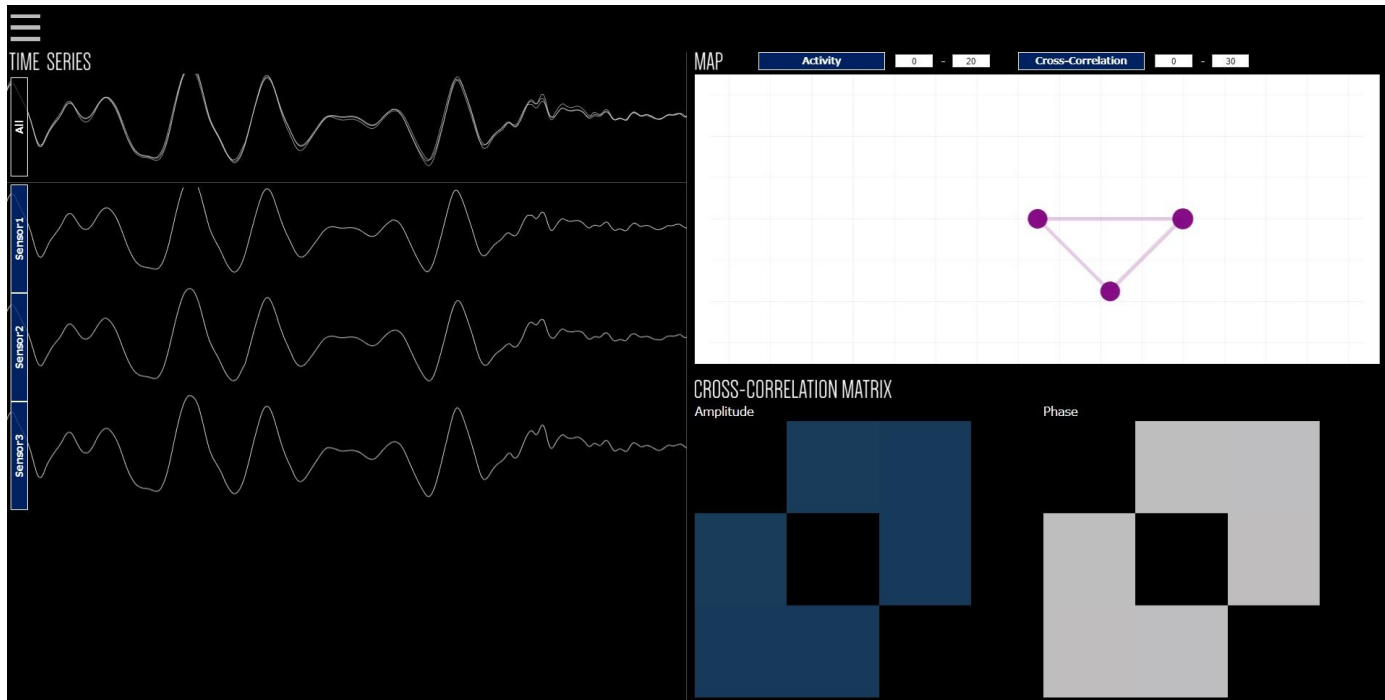 TIME SERIES
All
Sensor1
Sensor2
Sensor3
MAP Activity 0 - 20 Cross-Correlation 0 - 30
CROSS-CORRELATION MATRIX
Amplitude Phase